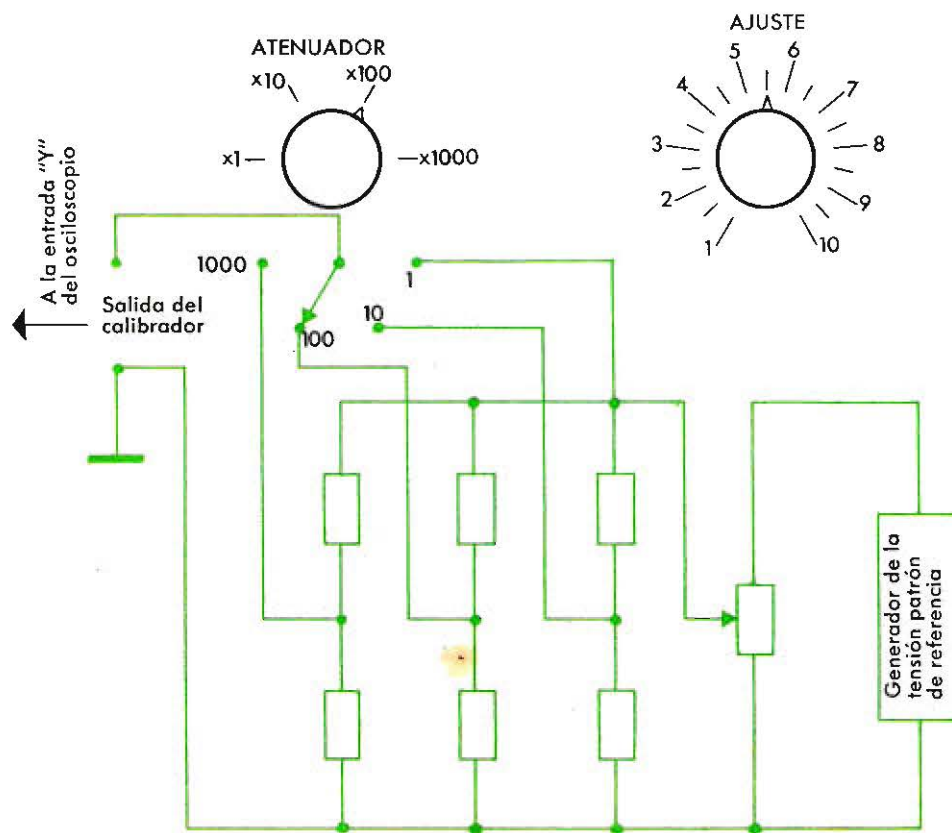 ATENUADOR
x10
x100
x1
x1000
AJUSTE
1
2
3
4
5
6
7
8
9
10
A la entrada "Y"
del osciloscopio
Salida del
calibrador
1000
100
10
1
Generador de la
tensión patrón
de referencia